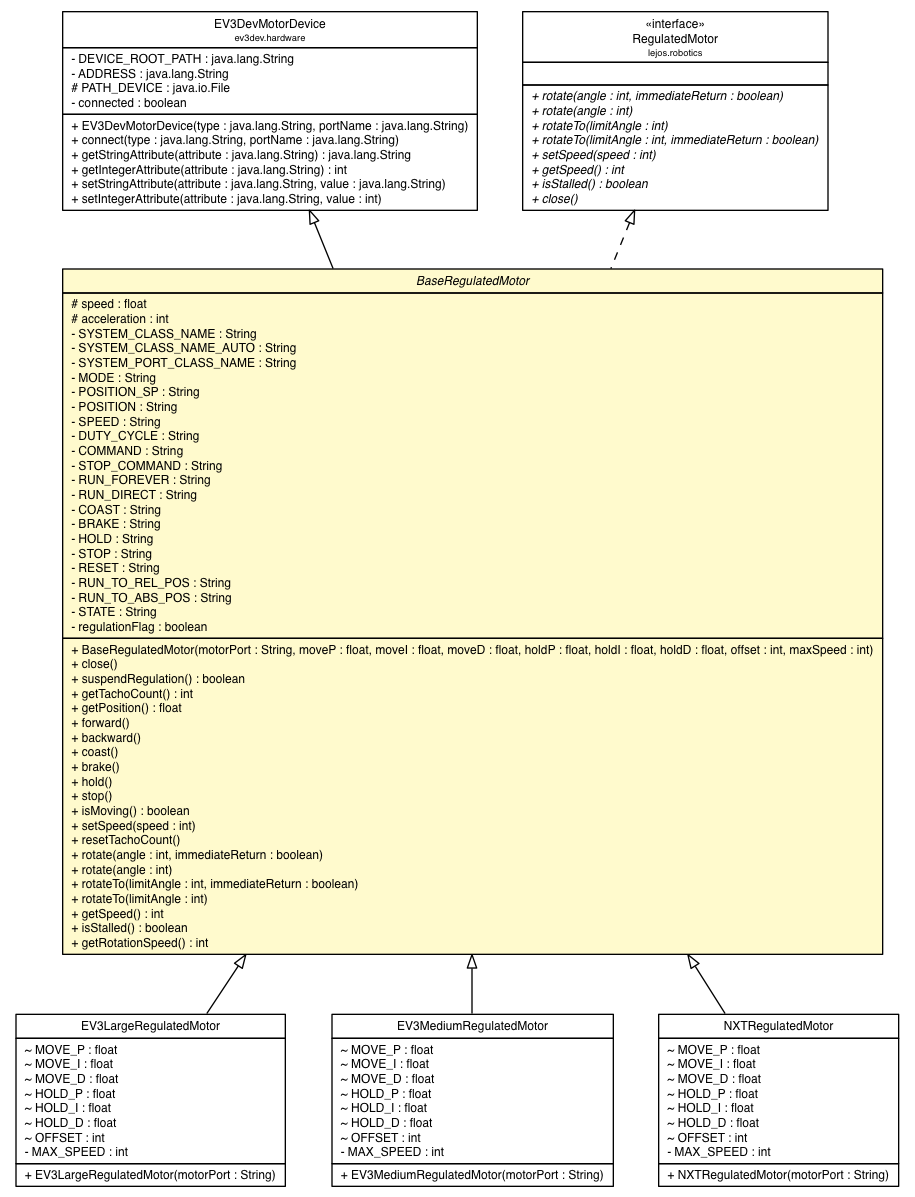 EV3DevMotorDevice
ev3dev.hardware
- DEVICE_ROOT_PATH : java.lang.String
- ADDRESS : java.lang.String
# PATH_DEVICE : java.io.File
- connected : boolean
+ EV3DevMotorDevice(type : java.lang.String, portName : java.lang.String)
+ connect(type : java.lang.String, portName : java.lang.String)
+ getStringAttribute(attribute : java.lang.String) : java.lang.String
+ getIntegerAttribute(attribute : java.lang.String) : int
+ setStringAttribute(attribute : java.lang.String, value : java.lang.String)
+ setIntegerAttribute(attribute : java.lang.String, value : int)
«interface»
RegulatedMotor
lejos.robotics
+ rotate(angle : int, immediateReturn : boolean)
+ rotate(angle : int)
+ rotateTo(limitAngle : int)
+ rotateTo(limitAngle : int, immediateReturn : boolean)
+ setSpeed(speed : int)
+ getSpeed() : int
+ isStalled() : boolean
+ close()
BaseRegulatedMotor
# speed : float
# acceleration : int
- SYSTEM_CLASS_NAME : String
- SYSTEM_CLASS_NAME_AUTO : String
- SYSTEM_PORT_CLASS_NAME : String
- MODE : String
- POSITION_SP : String
- POSITION : String
- SPEED : String
- DUTY_CYCLE : String
- COMMAND : String
- STOP_COMMAND : String
- RUN_FOREVER : String
- RUN_DIRECT : String
- COAST : String
- BRAKE : String
- HOLD : String
- STOP : String
- RESET : String
- RUN_TO_REL_POS : String
- RUN_TO_ABS_POS : String
- STATE : String
- regulationFlag : boolean
+ BaseRegulatedMotor(motorPort : String, moveP : float, moveI : float, moveD : float, holdP : float, holdI : float, holdD : float, offset : int, maxSpeed : int)
+ close()
+ suspendRegulation() : boolean
+ getTachoCount() : int
+ getPosition() : float
+ forward()
+ backward()
+ coast()
+ brake()
+ hold()
+ stop()
+ isMoving() : boolean
+ setSpeed(speed : int)
+ resetTachoCount()
+ rotate(angle : int, immediateReturn : boolean)
+ rotate(angle : int)
+ rotateTo(limitAngle : int, immediateReturn : boolean)
+ rotateTo(limitAngle : int)
+ getSpeed() : int
+ isStalled() : boolean
+ getRotationSpeed() : int
EV3LargeRegulatedMotor
~ MOVE_P : float
~ MOVE_I : float
~ MOVE_D : float
~ HOLD_P : float
~ HOLD_I : float
~ HOLD_D : float
~ OFFSET : int
- MAX_SPEED : int
+ EV3LargeRegulatedMotor(motorPort : String)
EV3MediumRegulatedMotor
~ MOVE_P : float
~ MOVE_I : float
~ MOVE_D : float
~ HOLD_P : float
~ HOLD_I : float
~ HOLD_D : float
~ OFFSET : int
- MAX_SPEED : int
+ EV3MediumRegulatedMotor(motorPort : String)
NXTRegulatedMotor
~ MOVE_P : float
~ MOVE_I : float
~ MOVE_D : float
~ HOLD_P : float
~ HOLD_I : float
~ HOLD_D : float
~ OFFSET : int
- MAX_SPEED : int
+ NXTRegulatedMotor(motorPort : String)